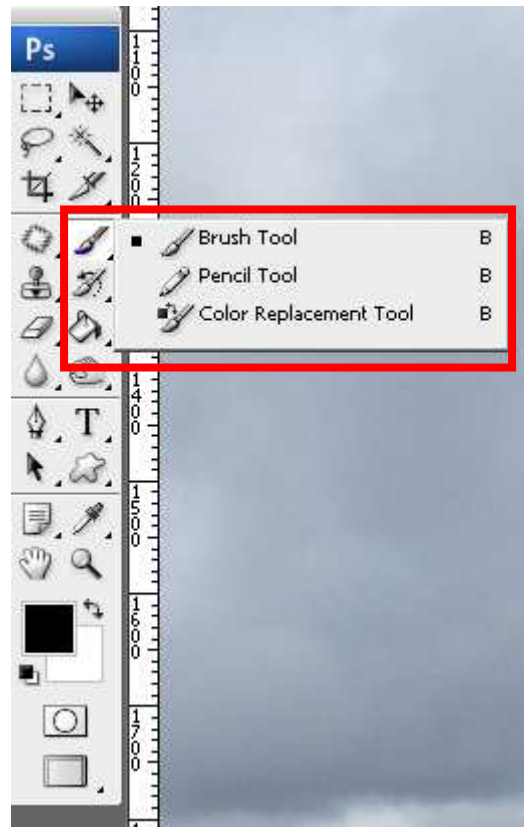 Ps
1100
1200
Brush Tool B
Pencil Tool B
Color Replacement Tool B
1400
T
1500
1600
1700